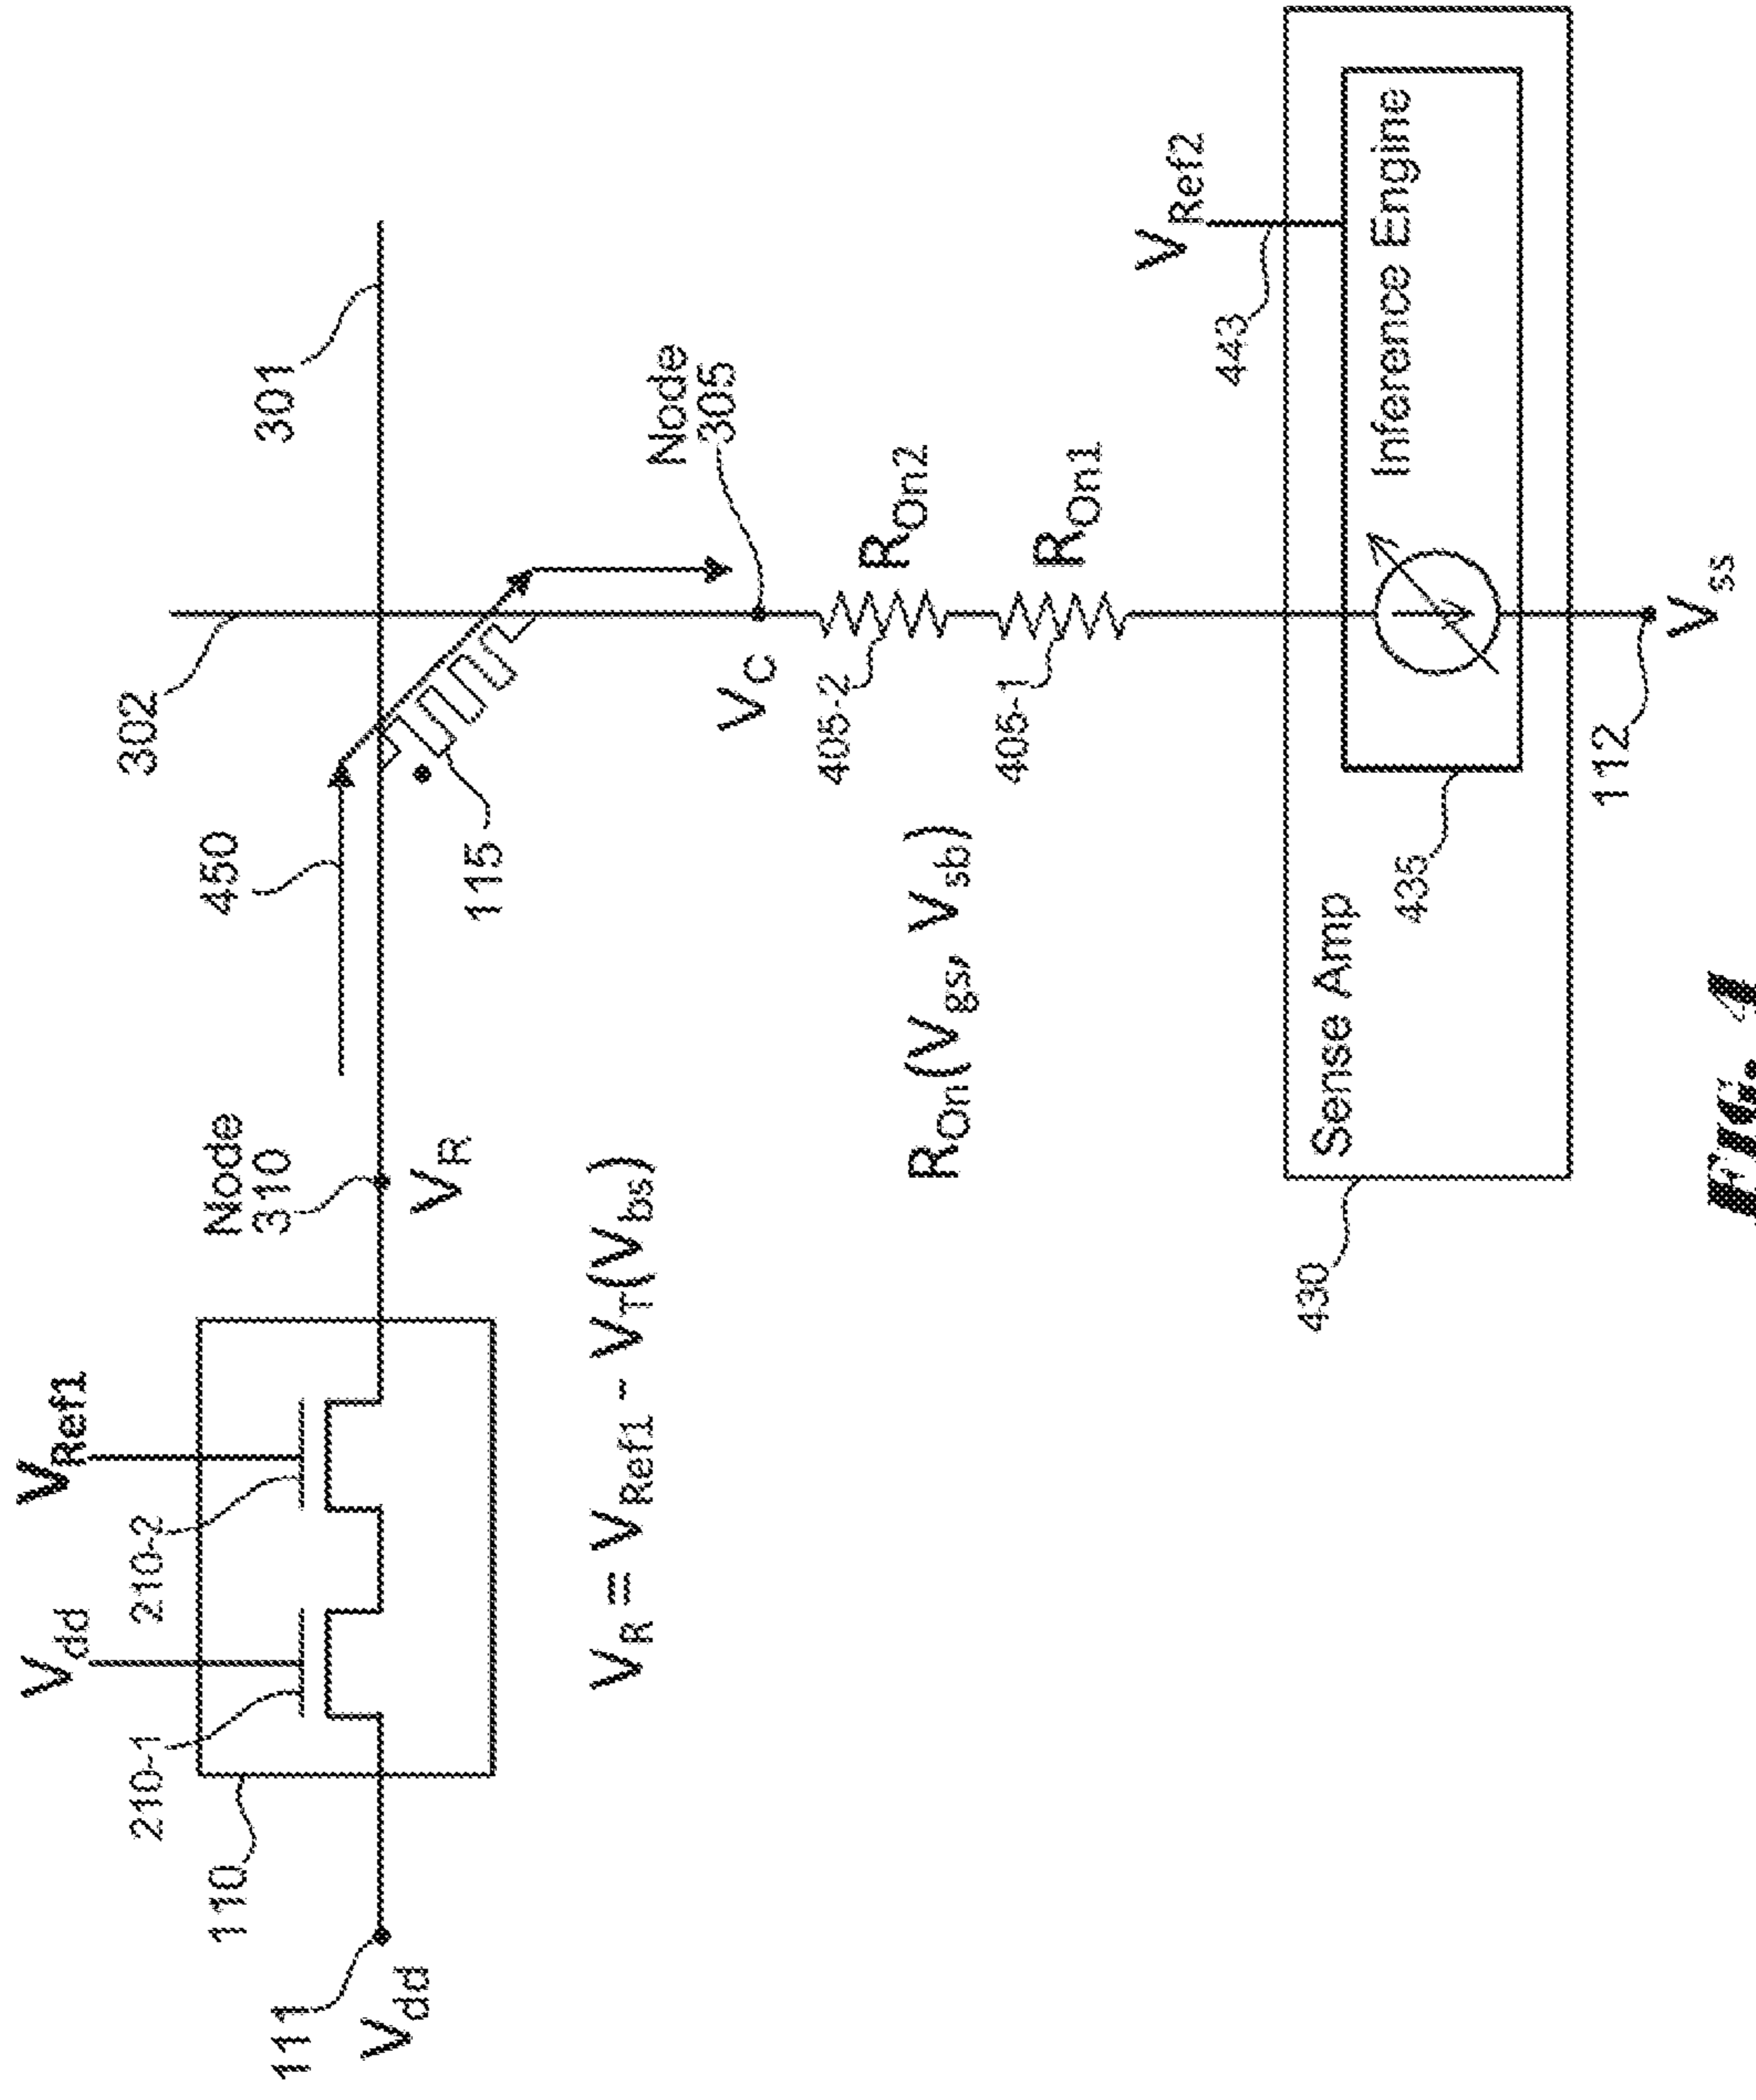 302
301
V_Ref1
V_dd
210-2
210-1
110
Node
310
450
115
111
V_dd
V_R
V_R = V_Ref1 - V_T(V_bs)
Node
305
V_C
405-2
R_On2
405-1
R_On1
R_On(V_gs, V_sb)
V_Ref2
443
Sense Amp
Inference Engine
430
435
112
V_ss
FIG. 4